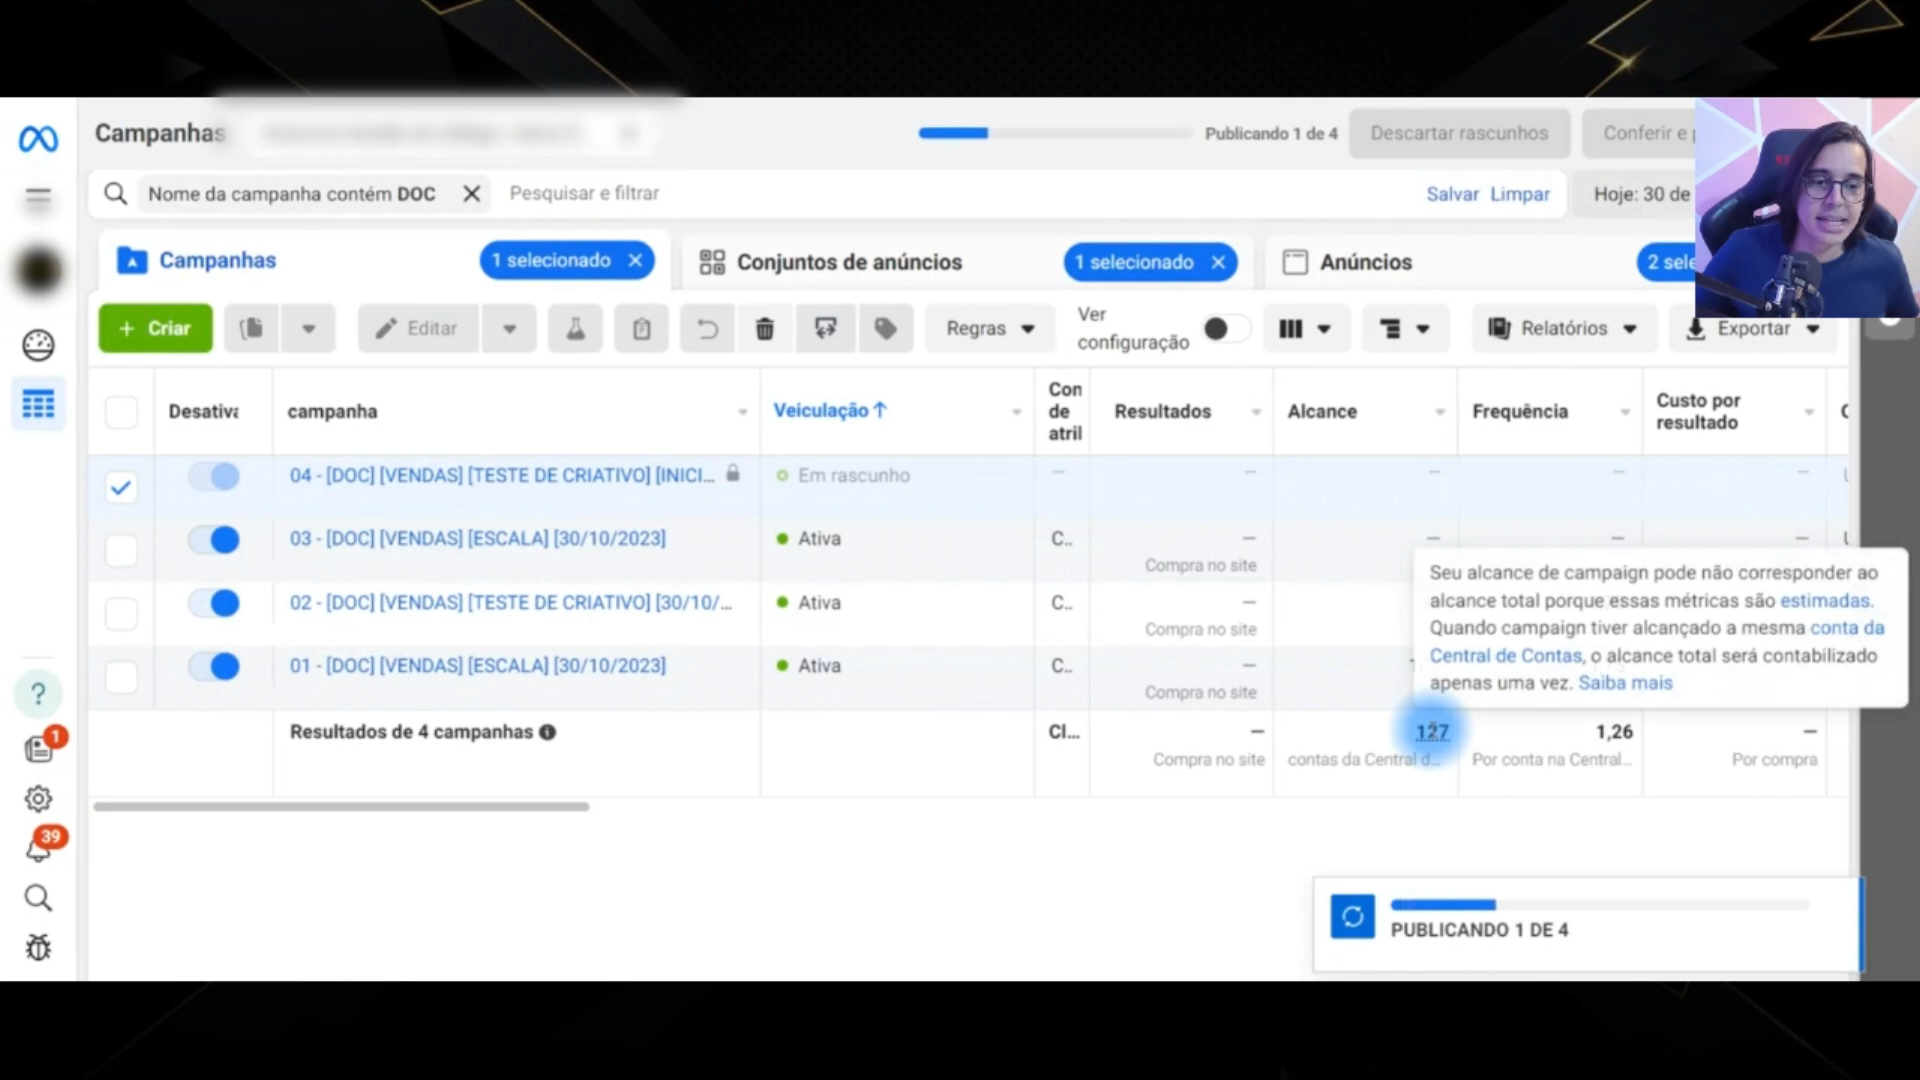 Campanhas
Publicando 1 de 4
Descartar rascunhos
Conferir e p
Nome da campanha contém DOC
Pesquisar e filtrar
Salvar Limpar
Hoje: 30 de
Campanhas
1 selecionado
Conjuntos de anúncios
1 selecionado
Anúncios
2 sele
+ Criar
Editar
Regras
Ver
configuração
Relatórios
Exportar
Desativa
campanha
Veiculação ↑
Con
de
atril
Resultados
Alcance
Frequência
Custo por
resultado
04 - [DOC] [VENDAS] [TESTE DE CRIATIVO] [INICI...
Em rascunho
03 - [DOC] [VENDAS] [ESCALA] [30/10/2023]
Ativa
C..
—
Compra no site
02 - [DOC] [VENDAS] [TESTE DE CRIATIVO] [30/10/...
Ativa
C..
—
Compra no site
01 - [DOC] [VENDAS] [ESCALA] [30/10/2023]
Ativa
C..
—
Compra no site
Seu alcance de campaign pode não corresponder ao
alcance total porque essas métricas são estimadas.
Quando campaign tiver alcançado a mesma conta da
Central de Contas, o alcance total será contabilizado
apenas uma vez. Saiba mais
Resultados de 4 campanhas
Cl...
—
Compra no site
127
contas da Central d...
1,26
Por conta na Central...
—
Por compra
?
1
39
PUBLICANDO 1 DE 4